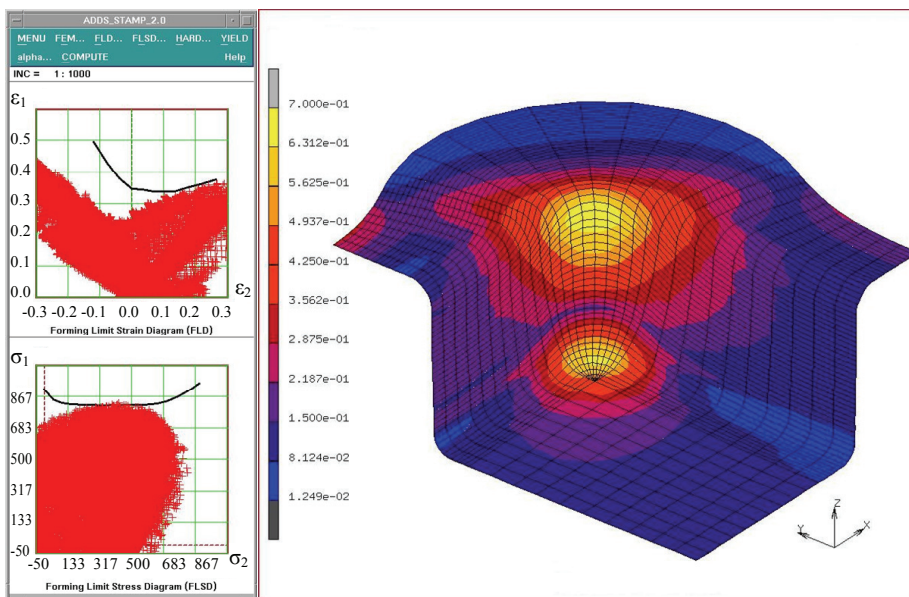 ADDS_STAMP_2.0
MENU FEM... FLD... FLSD... HARD... YIELD
alpha... COMPUTE Help
INC = 1 : 1000
ε1
0.5
0.4
0.3
0.2
0.1
0.0
ε2
-0.3 -0.2 -0.1 0.0 0.1 0.2 0.3
Forming Limit Strain Diagram (FLD)
σ1
867
683
500
317
133
-50
σ2
-50 133 317 500 683 867
Forming Limit Stress Diagram (FLSD)
7.000e-01
6.312e-01
5.625e-01
4.937e-01
4.250e-01
3.562e-01
2.875e-01
2.187e-01
1.500e-01
8.124e-02
1.249e-02
Z
Y
X